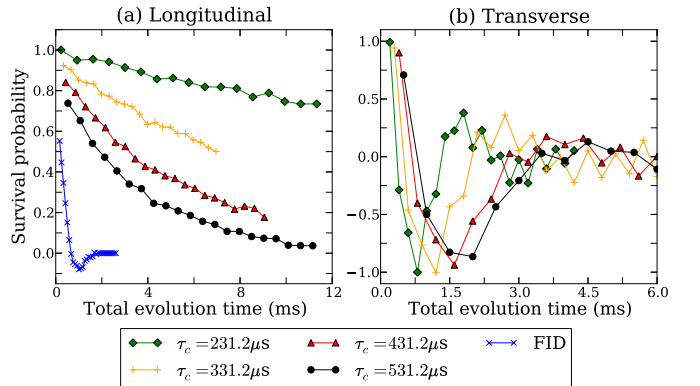 (a) Longitudinal
(b) Transverse
Survival probability
1.0
0.8
0.6
0.4
0.2
0.0
0
4
8
12
Total evolution time (ms)
1.0
0.5
0.0
−0.5
−1.0
0.0
1.5
3.0
4.5
6.0
Total evolution time (ms)
τc =231.2μs
τc =431.2μs
FID
τc =331.2μs
τc =531.2μs